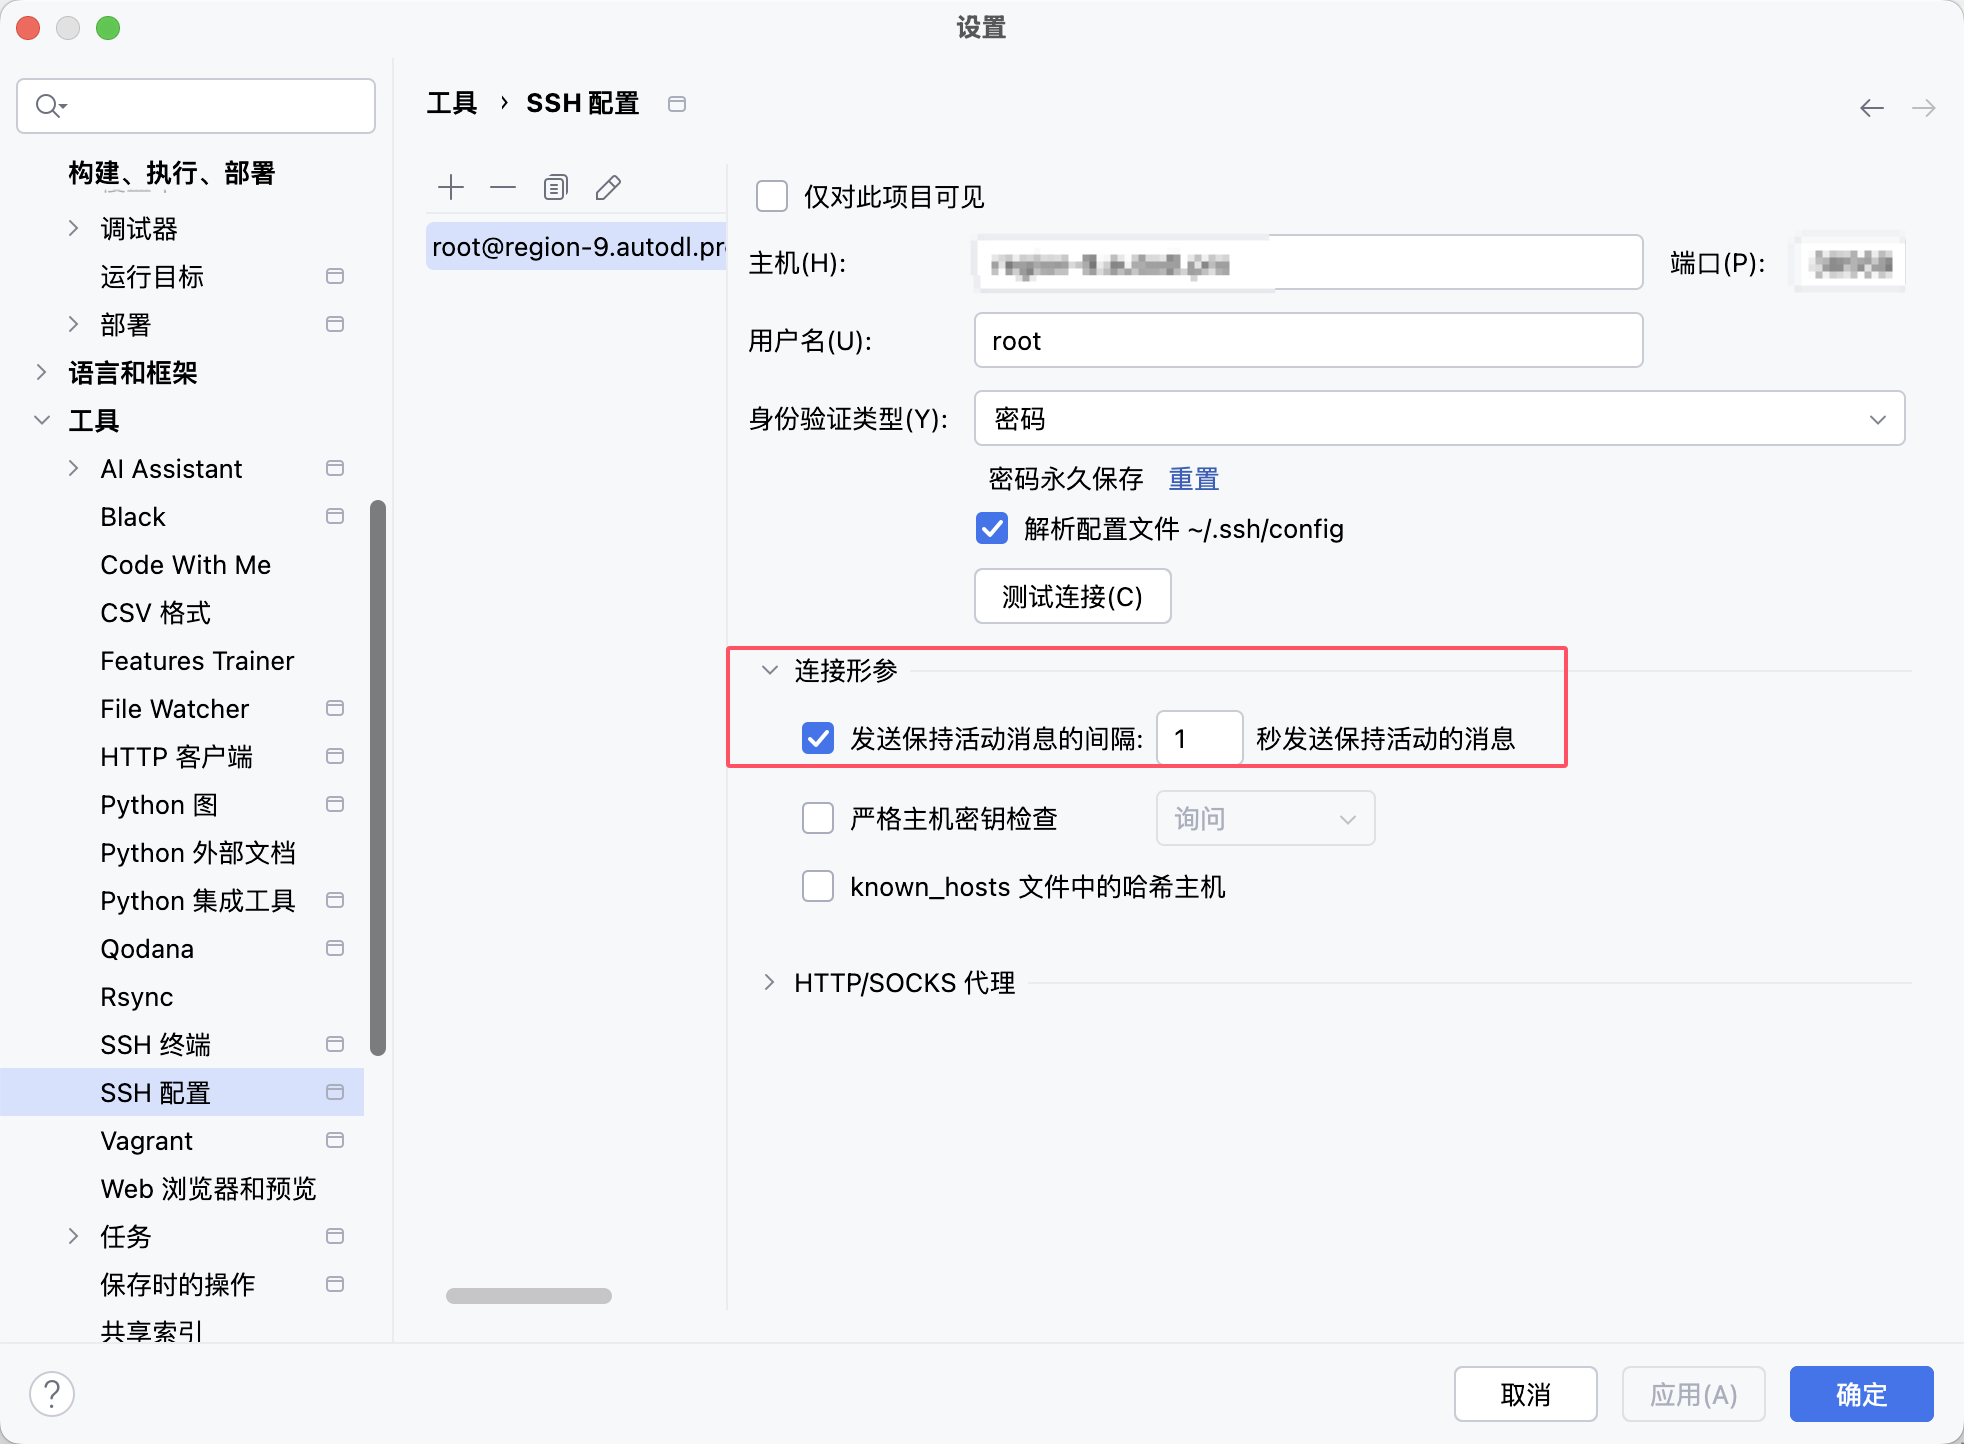 设置
构建、执行、部署
调试器
运行目标
部署
语言和框架
工具
AI Assistant
Black
Code With Me
CSV 格式
Features Trainer
File Watcher
HTTP 客户端
Python 图
Python 外部文档
Python 集成工具
Qodana
Rsync
SSH 终端
SSH 配置
Vagrant
Web 浏览器和预览
任务
保存时的操作
共享索引
工具 › SSH 配置
root@region-9.autodl.pr
仅对此项目可见
主机(H):
端口(P):
用户名(U): root
身份验证类型(Y): 密码
密码永久保存 重置
解析配置文件 ~/.ssh/config
测试连接(C)
连接形参
发送保持活动消息的间隔: 1 秒发送保持活动的消息
严格主机密钥检查 询问
known_hosts 文件中的哈希主机
HTTP/SOCKS 代理
?
取消 应用(A) 确定